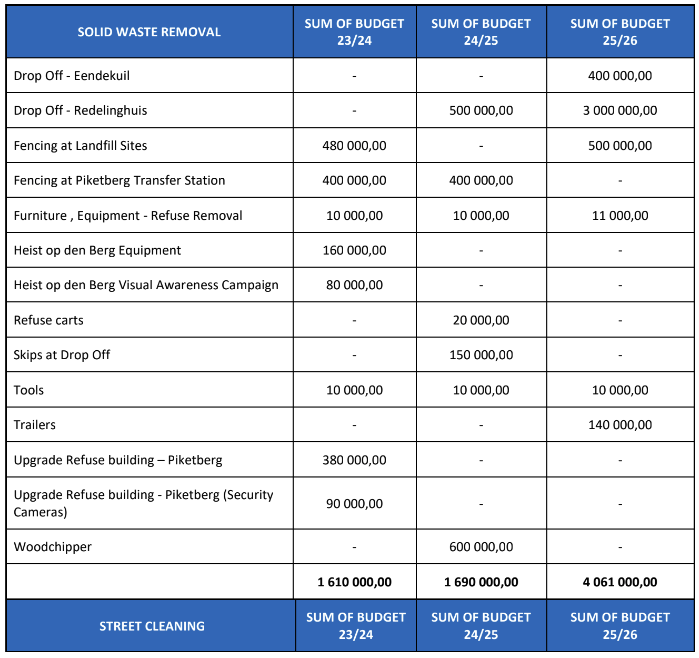 SOLID WASTE REMOVAL SUM OF BUDGET 23/24 SUM OF BUDGET 24/25 SUM OF BUDGET 25/26
Drop Off - Eendekuil - - 400 000,00
Drop Off - Redelinghuis - 500 000,00 3 000 000,00
Fencing at Landfill Sites 480 000,00 - 500 000,00
Fencing at Piketberg Transfer Station 400 000,00 400 000,00 -
Furniture , Equipment - Refuse Removal 10 000,00 10 000,00 11 000,00
Heist op den Berg Equipment 160 000,00 - -
Heist op den Berg Visual Awareness Campaign 80 000,00 - -
Refuse carts - 20 000,00 -
Skips at Drop Off - 150 000,00 -
Tools 10 000,00 10 000,00 10 000,00
Trailers - - 140 000,00
Upgrade Refuse building – Piketberg 380 000,00 - -
Upgrade Refuse building - Piketberg (Security Cameras) 90 000,00 - -
Woodchipper - 600 000,00 -
1 610 000,00 1 690 000,00 4 061 000,00
STREET CLEANING SUM OF BUDGET 23/24 SUM OF BUDGET 24/25 SUM OF BUDGET 25/26